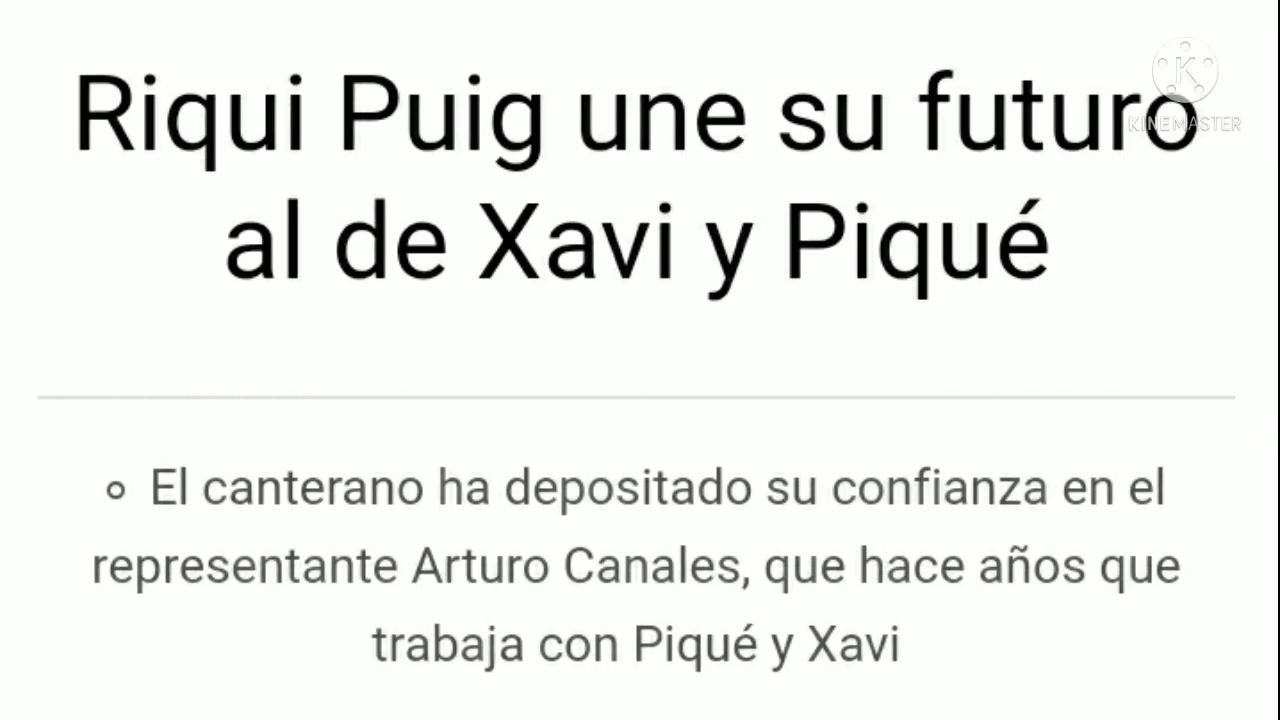 Riqui Puig une su futuro
al de Xavi y Piqué
K
KINEMASTER
El canterano ha depositado su confianza en el
representante Arturo Canales, que hace años que
trabaja con Piqué y Xavi